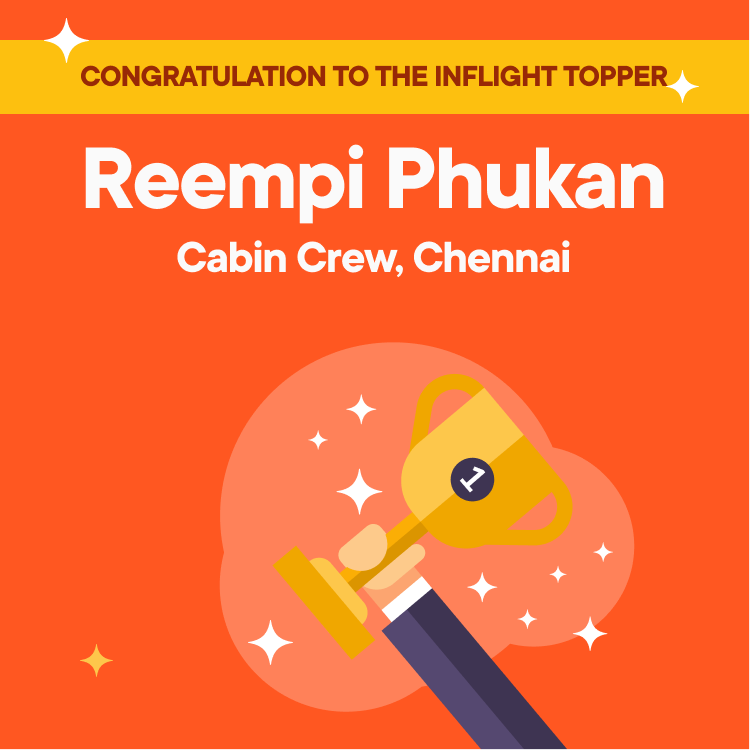 CONGRATULATION TO THE INFLIGHT TOPPER
Reempi Phukan
Cabin Crew, Chennai
1